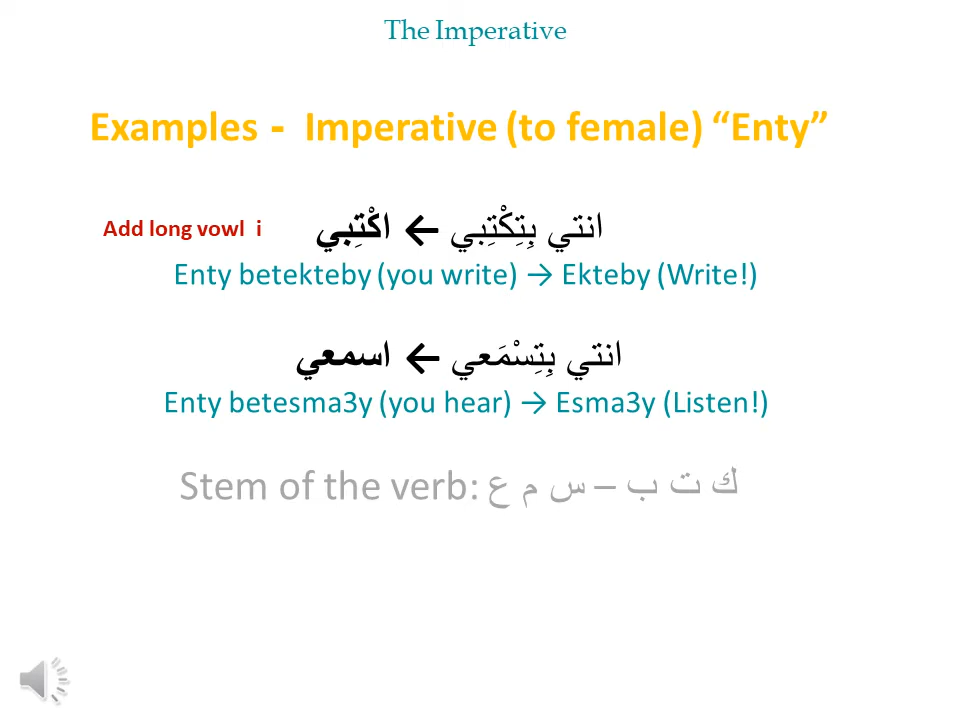 The Imperative
Examples - Imperative (to female) “Enty”
Add long vowl i
انتي بِتِكْتِبي ← اكْتِبي
Enty betekteby (you write) → Ekteby (Write!)
انتي بِتِسْمَعي ← اسمعي
Enty betesma3y (you hear) → Esma3y (Listen!)
Stem of the verb: ك ت ب – س م ع